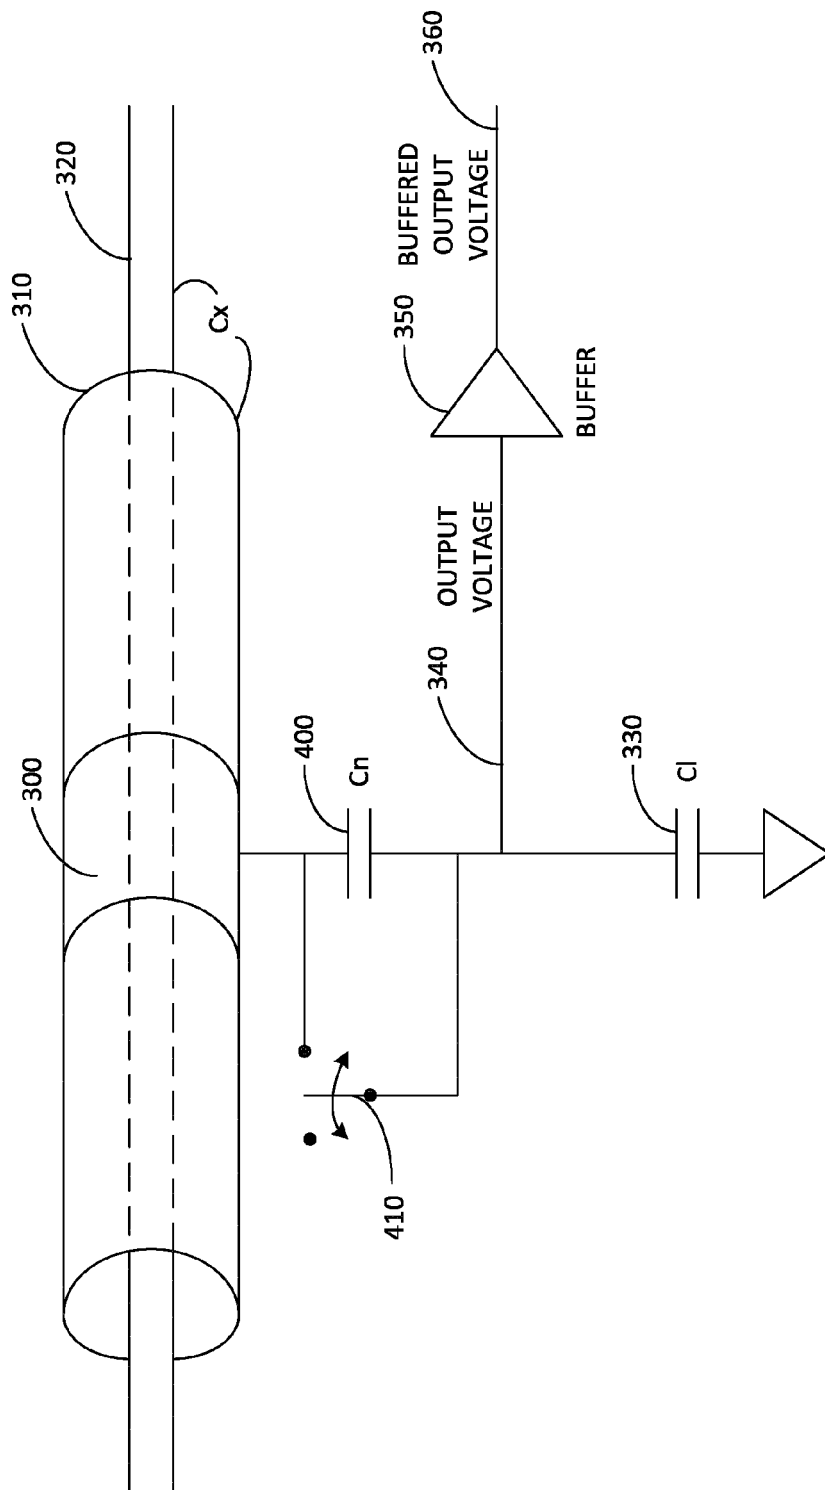 310
320
Cx
300
360
BUFFERED
OUTPUT
VOLTAGE
350
BUFFER
OUTPUT
VOLTAGE
340
400
Cn
410
330
Cl